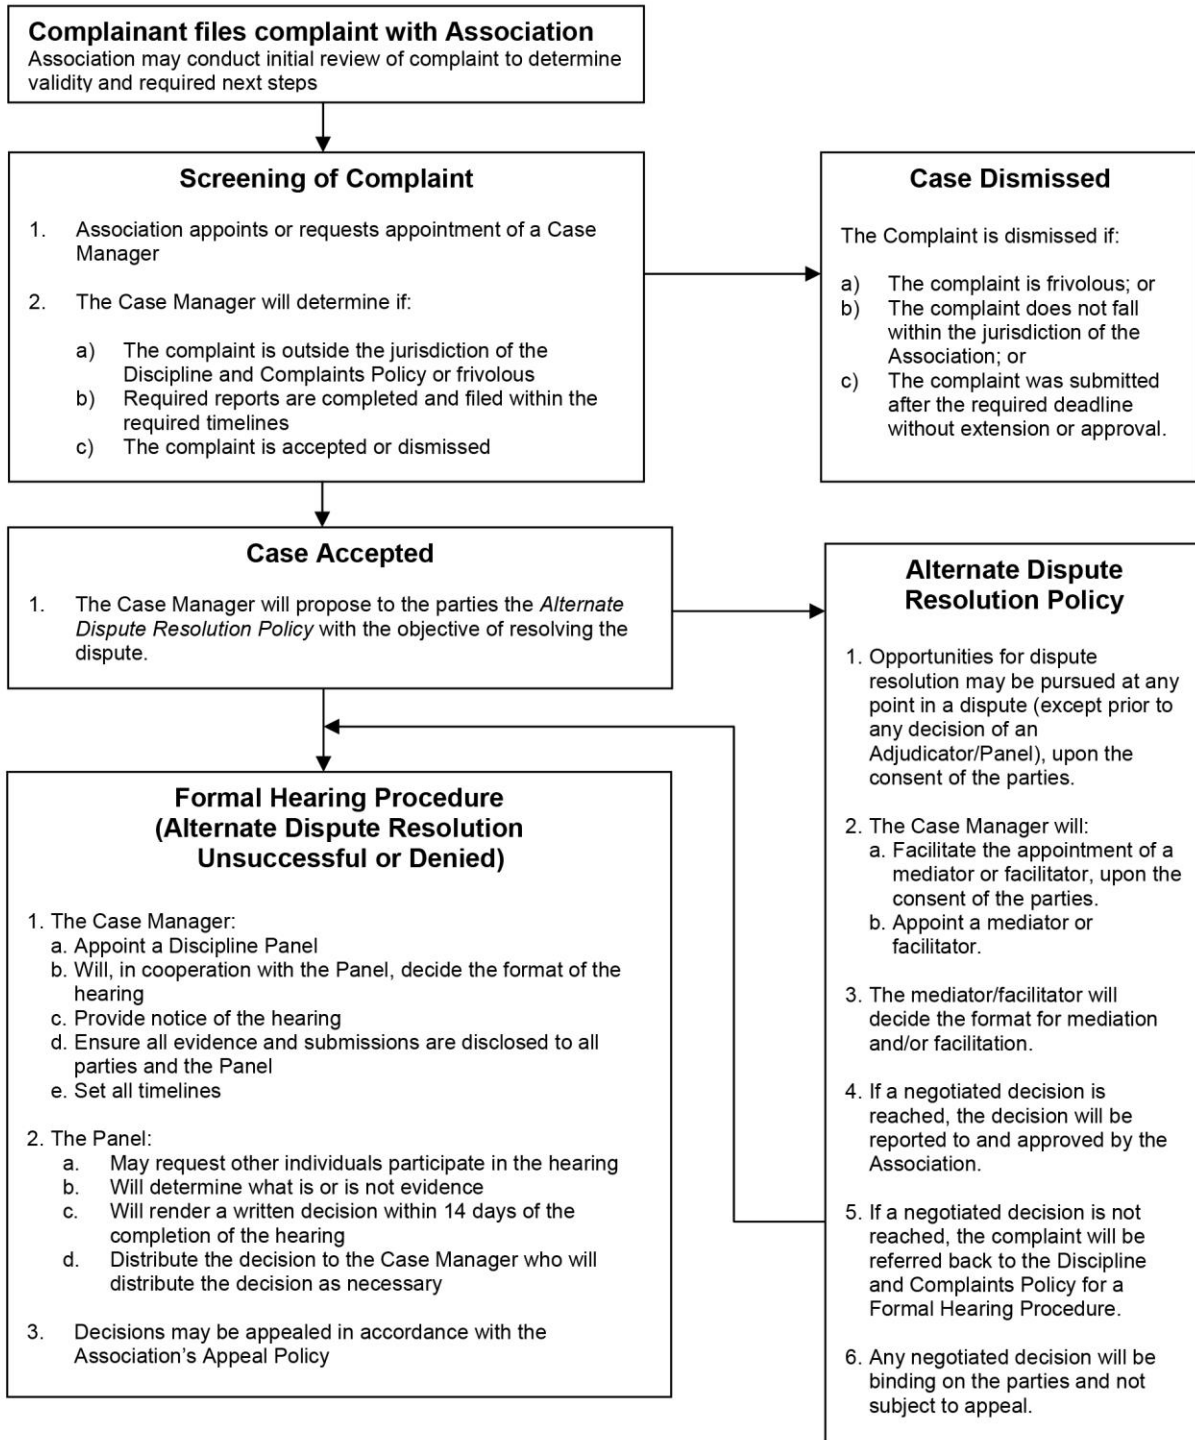 Complainant files complaint with Association
Association may conduct initial review of complaint to determine
validity and required next steps
Screening of Complaint
1. Association appoints or requests appointment of a Case
Manager
2. The Case Manager will determine if:
a) The complaint is outside the jurisdiction of the
Discipline and Complaints Policy or frivolous
b) Required reports are completed and filed within the
required timelines
c) The complaint is accepted or dismissed
Case Dismissed
The Complaint is dismissed if:
a) The complaint is frivolous; or
b) The complaint does not fall
within the jurisdiction of the
Association; or
c) The complaint was submitted
after the required deadline
without extension or approval.
Case Accepted
1. The Case Manager will propose to the parties the Alternate
Dispute Resolution Policy with the objective of resolving the
dispute.
Alternate Dispute
Resolution Policy
1. Opportunities for dispute
resolution may be pursued at any
point in a dispute (except prior to
any decision of an
Adjudicator/Panel), upon the
consent of the parties.
2. The Case Manager will:
a. Facilitate the appointment of a
mediator or facilitator, upon the
consent of the parties.
b. Appoint a mediator or
facilitator.
3. The mediator/facilitator will
decide the format for mediation
and/or facilitation.
4. If a negotiated decision is
reached, the decision will be
reported to and approved by the
Association.
5. If a negotiated decision is not
reached, the complaint will be
referred back to the Discipline
and Complaints Policy for a
Formal Hearing Procedure.
6. Any negotiated decision will be
binding on the parties and not
subject to appeal.
Formal Hearing Procedure
(Alternate Dispute Resolution
Unsuccessful or Denied)
1. The Case Manager:
a. Appoint a Discipline Panel
b. Will, in cooperation with the Panel, decide the format of the
hearing
c. Provide notice of the hearing
d. Ensure all evidence and submissions are disclosed to all
parties and the Panel
e. Set all timelines
2. The Panel:
a. May request other individuals participate in the hearing
b. Will determine what is or is not evidence
c. Will render a written decision within 14 days of the
completion of the hearing
d. Distribute the decision to the Case Manager who will
distribute the decision as necessary
3. Decisions may be appealed in accordance with the
Association's Appeal Policy